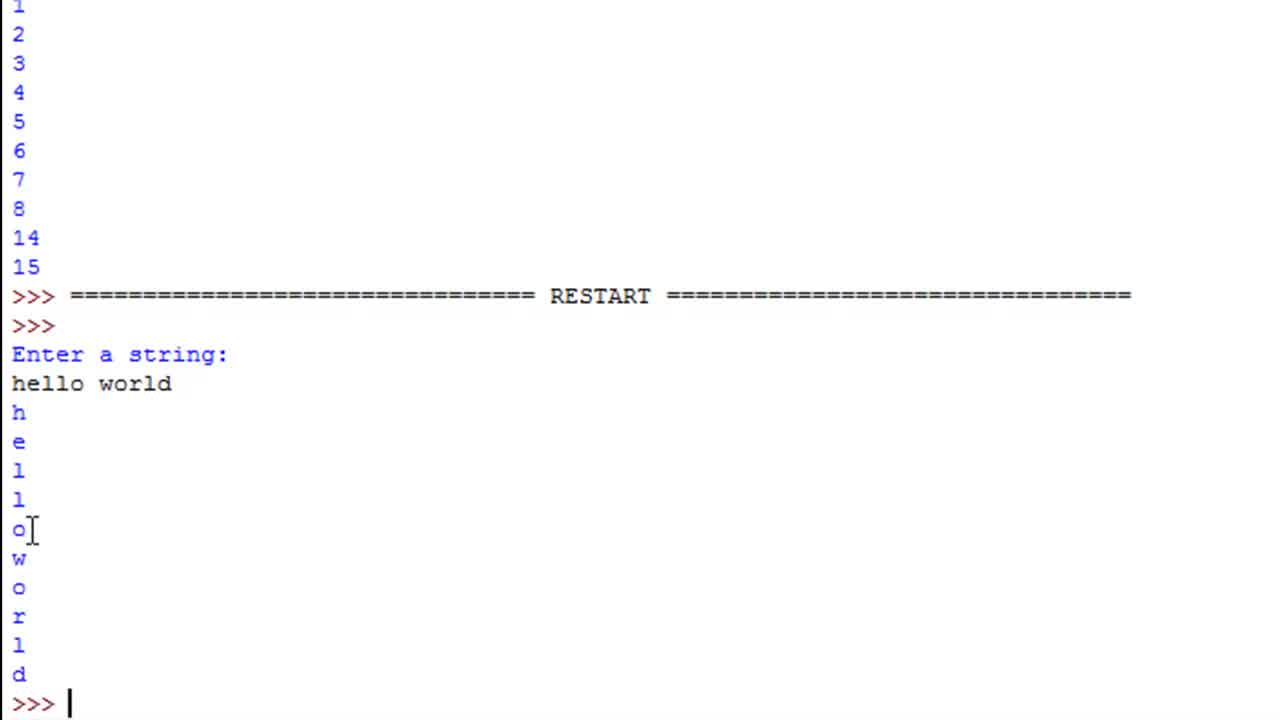 1
2
3
4
5
6
7
8
14
15
>>> ================================ RESTART ================================
>>>
Enter a string:
hello world
h
e
l
l
o
w
o
r
l
d
>>>